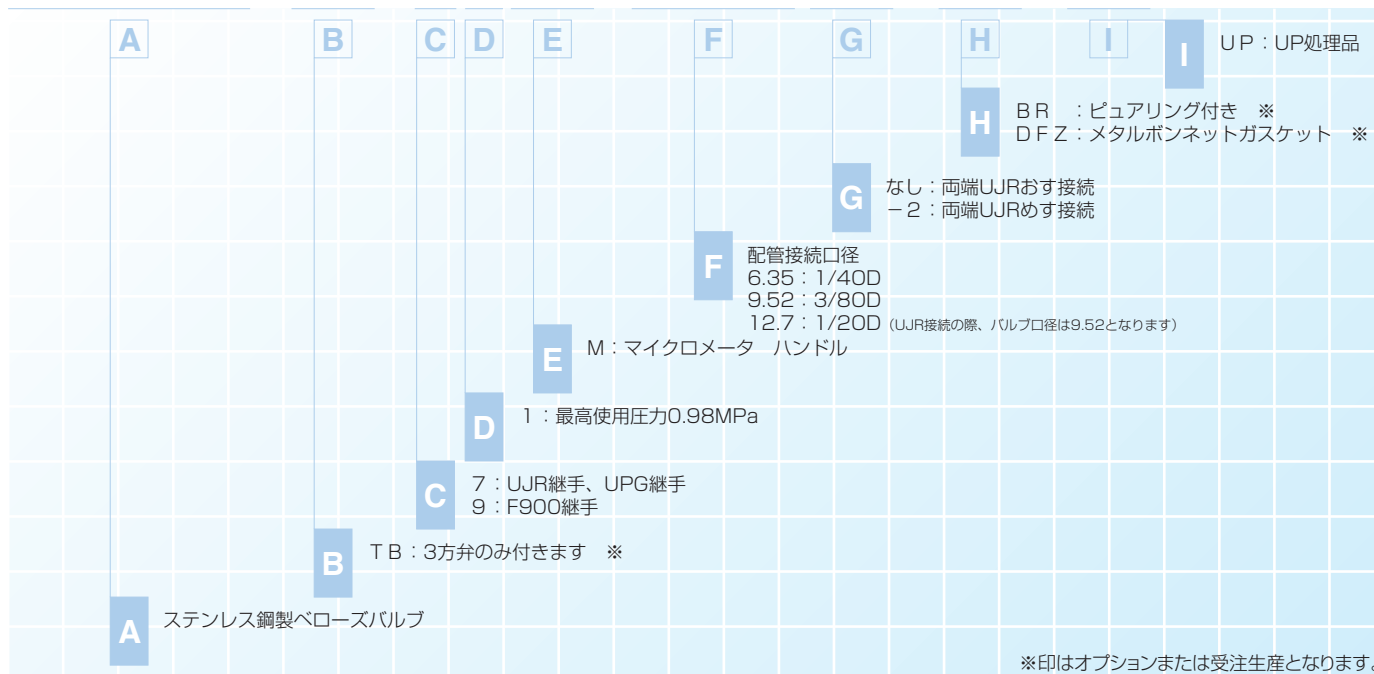 A B C D E F G H I
I UP：UP処理品
H BR ：ピュアリング付き ※
DFZ：メタルボンネットガスケット ※
G なし：両端UJRおす接続
－2：両端UJRめす接続
F 配管接続口径
6.35：1/4OD
9.52：3/8OD
12.7：1/2OD（UJR接続の際、バルブ口径は9.52となります）
E M：マイクロメータ ハンドル
D 1：最高使用圧力0.98MPa
C 7：UJR継手、UPG継手
9：F900継手
B TB：3方弁のみ付きます ※
A ステンレス鋼製ベローズバルブ
※印はオプションまたは受注生産となります。